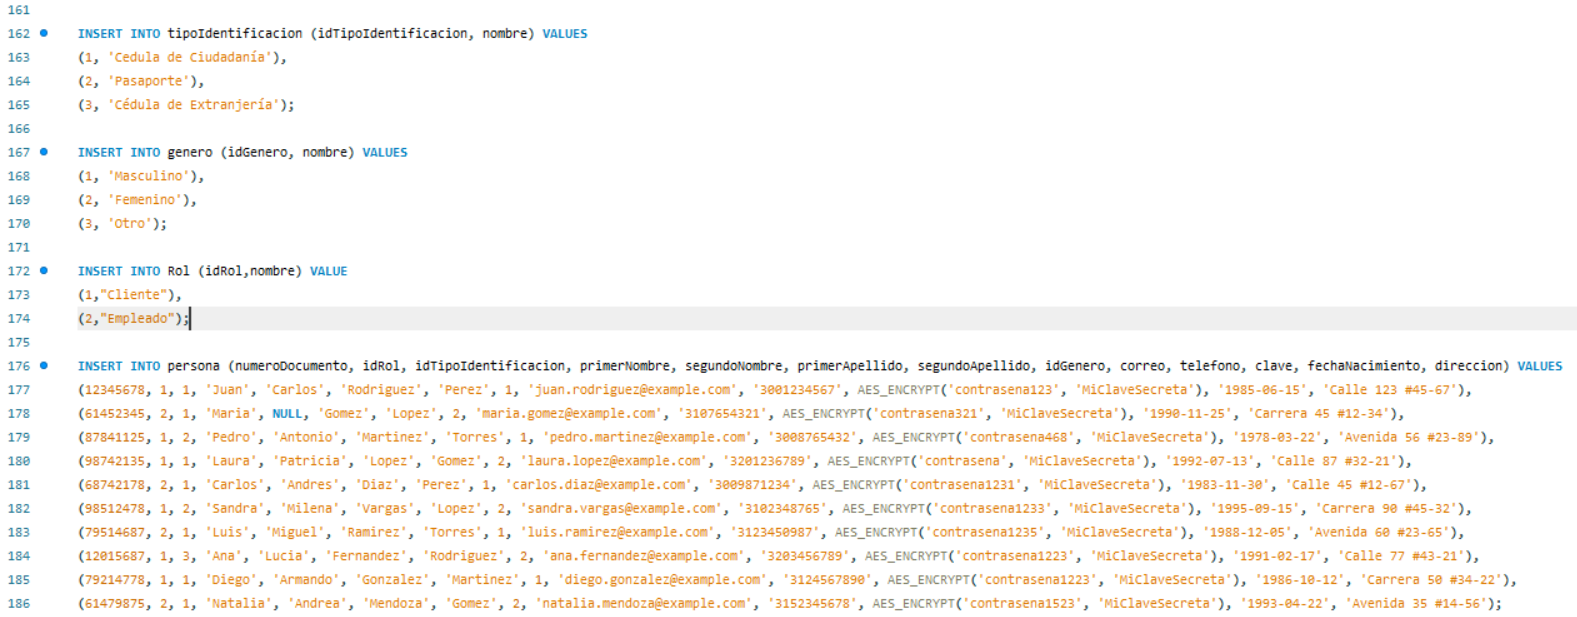 161
162 INSERT INTO tipoIdentificacion (idTipoIdentificacion, nombre) VALUES
163 (1, 'Cedula de Ciudadanía'),
164 (2, 'Pasaporte'),
165 (3, 'Cédula de Extranjería');
166
167 INSERT INTO genero (idGenero, nombre) VALUES
168 (1, 'Masculino'),
169 (2, 'Femenino'),
170 (3, 'Otro');
171
172 INSERT INTO Rol (idRol,nombre) VALUE
173 (1,"Cliente"),
174 (2,"Empleado");
175
176 INSERT INTO persona (numeroDocumento, idRol, idTipoIdentificacion, primerNombre, segundoNombre, primerApellido, segundoApellido, idGenero, correo, telefono, clave, fechaNacimiento, direccion) VALUES
177 (12345678, 1, 1, 'Juan', 'Carlos', 'Rodriguez', 'Perez', 1, 'juan.rodriguez@example.com', '3001234567', AES_ENCRYPT('contrasena123', 'MiClaveSecreta'), '1985-06-15', 'Calle 123 #45-67'),
178 (61452345, 2, 1, 'Maria', NULL, 'Gomez', 'Lopez', 2, 'maria.gomez@example.com', '3107654321', AES_ENCRYPT('contrasena321', 'MiClaveSecreta'), '1990-11-25', 'Carrera 45 #12-34'),
179 (87841125, 1, 2, 'Pedro', 'Antonio', 'Martinez', 'Torres', 1, 'pedro.martinez@example.com', '3008765432', AES_ENCRYPT('contrasena468', 'MiClaveSecreta'), '1978-03-22', 'Avenida 56 #23-89'),
180 (98742135, 1, 1, 'Laura', 'Patricia', 'Lopez', 'Gomez', 2, 'laura.lopez@example.com', '3201236789', AES_ENCRYPT('contrasena', 'MiClaveSecreta'), '1992-07-13', 'Calle 87 #32-21'),
181 (68742178, 2, 1, 'Carlos', 'Andres', 'Diaz', 'Perez', 1, 'carlos.diaz@example.com', '3009871234', AES_ENCRYPT('contrasena1231', 'MiClaveSecreta'), '1983-11-30', 'Calle 45 #12-67'),
182 (98512478, 1, 2, 'Sandra', 'Milena', 'Vargas', 'Lopez', 2, 'sandra.vargas@example.com', '3102348765', AES_ENCRYPT('contrasena1233', 'MiClaveSecreta'), '1995-09-15', 'Carrera 90 #45-32'),
183 (79514687, 2, 1, 'Luis', 'Miguel', 'Ramirez', 'Torres', 1, 'luis.ramirez@example.com', '3123450987', AES_ENCRYPT('contrasena1235', 'MiClaveSecreta'), '1988-12-05', 'Avenida 60 #23-65'),
184 (12015687, 1, 3, 'Ana', 'Lucia', 'Fernandez', 'Rodriguez', 2, 'ana.fernandez@example.com', '3203456789', AES_ENCRYPT('contrasena1223', 'MiClaveSecreta'), '1991-02-17', 'Calle 77 #43-21'),
185 (79214778, 1, 1, 'Diego', 'Armando', 'Gonzalez', 'Martinez', 1, 'diego.gonzalez@example.com', '3124567890', AES_ENCRYPT('contrasena1223', 'MiClaveSecreta'), '1986-10-12', 'Carrera 50 #34-22'),
186 (61479875, 2, 1, 'Natalia', 'Andrea', 'Mendoza', 'Gomez', 2, 'natalia.mendoza@example.com', '3152345678', AES_ENCRYPT('contrasena1523', 'MiClaveSecreta'), '1993-04-22', 'Avenida 35 #14-56');